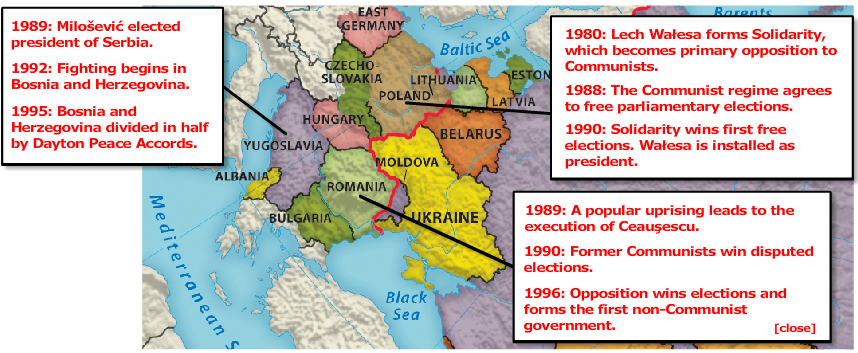 1989: Milošević elected
president of Serbia.
1992: Fighting begins in
Bosnia and Herzegovina.
1995: Bosnia and
Herzegovina divided in half
by Dayton Peace Accords.
1980: Lech Wałesa forms Solidarity,
which becomes primary opposition to
Communists.
1988: The Communist regime agrees
to free parliamentary elections.
1990: Solidarity wins first free
elections. Wałesa is installed as
president.
1989: A popular uprising leads to the
execution of Ceauşescu.
1990: Former Communists win disputed
elections.
1996: Opposition wins elections and
forms the first non-Communist
government.
[close]
EAST
GERMANY
Baltic Sea
Barents
CZECHO-
SLOVAKIA
LITHUANIA
ESTON
POLAND
LATVIA
HUNGARY
BELARUS
YUGOSLAVIA
MOLDOVA
ALBANIA
ROMANIA
BULGARIA
UKRAINE
Mediterranean S
Black
Sea